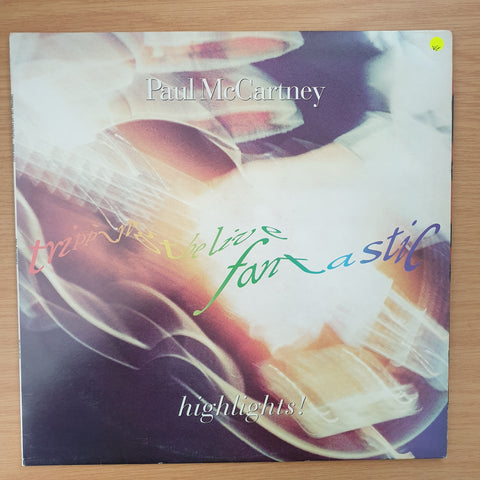 Paul McCartney
tripping the live
fantastic
highlights!